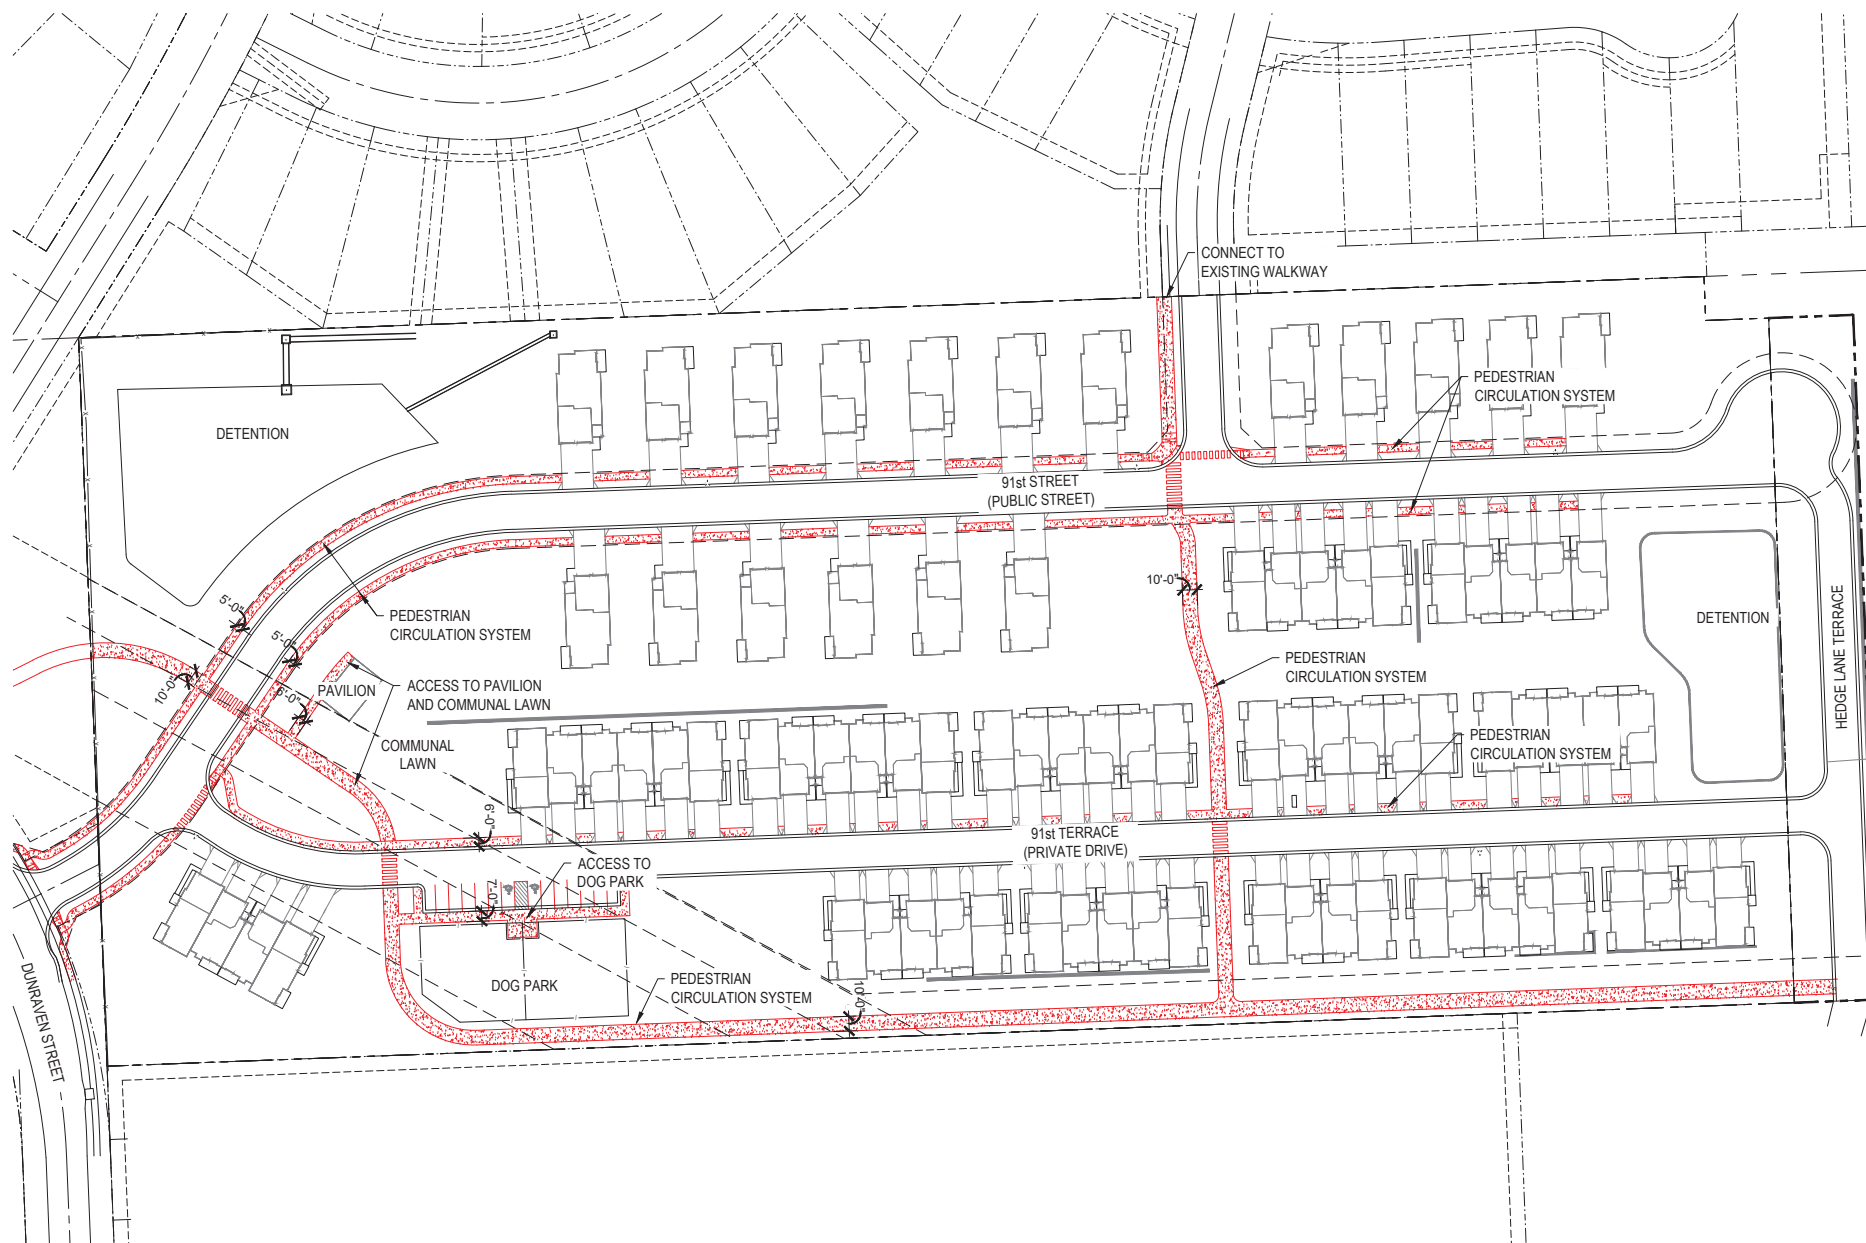 CONNECT TO
EXISTING WALKWAY
PEDESTRIAN
CIRCULATION SYSTEM
DETENTION
91st STREET
(PUBLIC STREET)
10'-0"
5'-0"
PEDESTRIAN
CIRCULATION SYSTEM
DETENTION
HEDGE LANE TERRACE
5'-0"
PEDESTRIAN
CIRCULATION SYSTEM
10'-0"
6'-0"
PAVILION
ACCESS TO PAVILION
AND COMMUNAL LAWN
COMMUNAL
LAWN
PEDESTRIAN
CIRCULATION SYSTEM
6'-0"
91st TERRACE
(PRIVATE DRIVE)
ACCESS TO
DOG PARK
7'-0"
DOG PARK
PEDESTRIAN
CIRCULATION SYSTEM
10'-0"
DUNRAVEN STREET